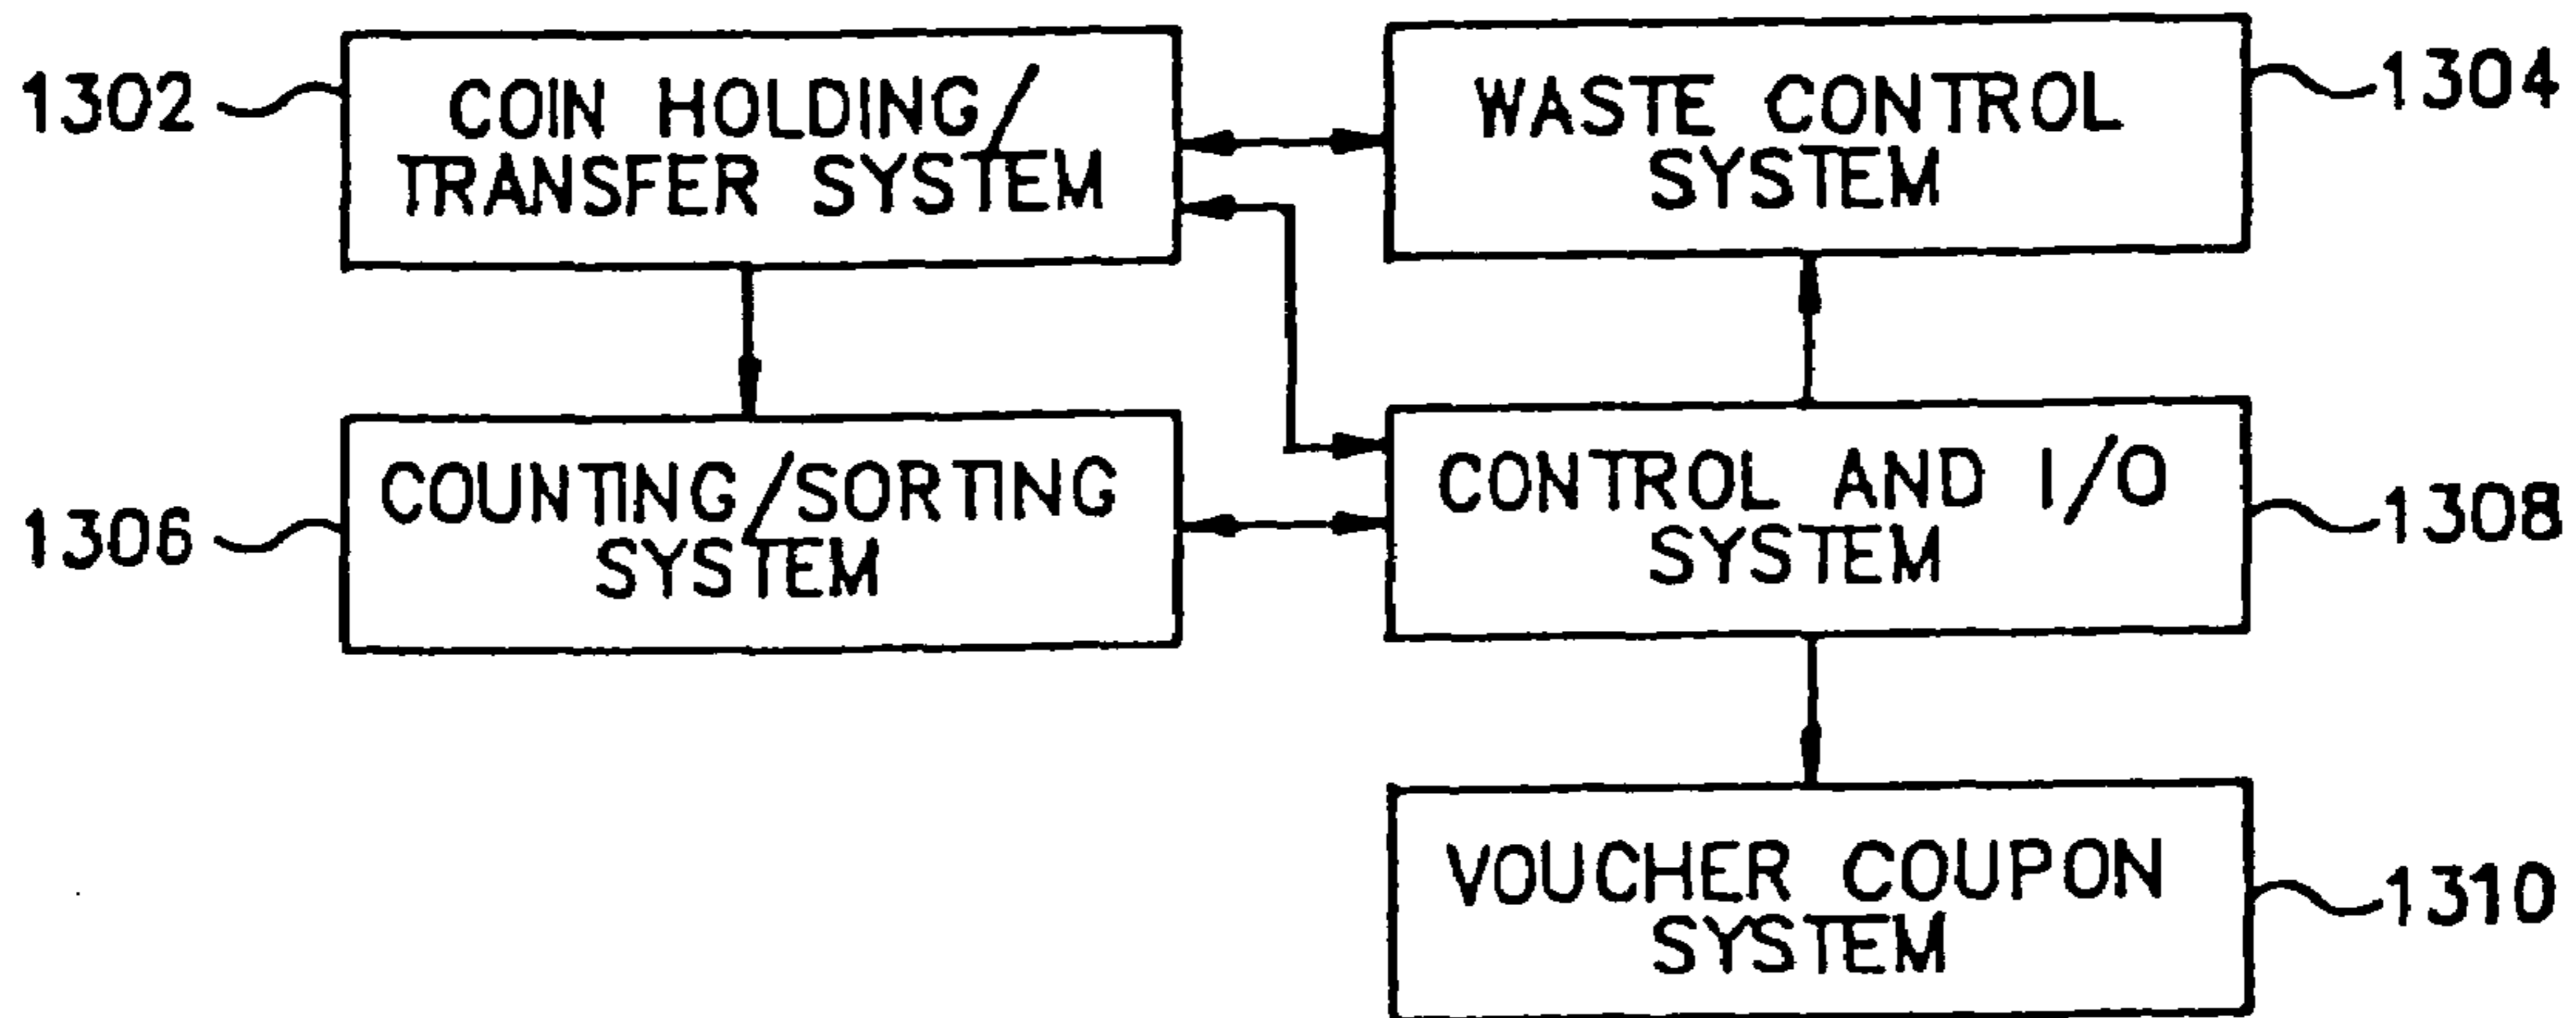 1302
COIN HOLDING/
TRANSFER SYSTEM
WASTE CONTROL
SYSTEM
1304
1306
COUNTING/SORTING
SYSTEM
CONTROL AND I/O
SYSTEM
1308
VOUCHER COUPON
SYSTEM
1310